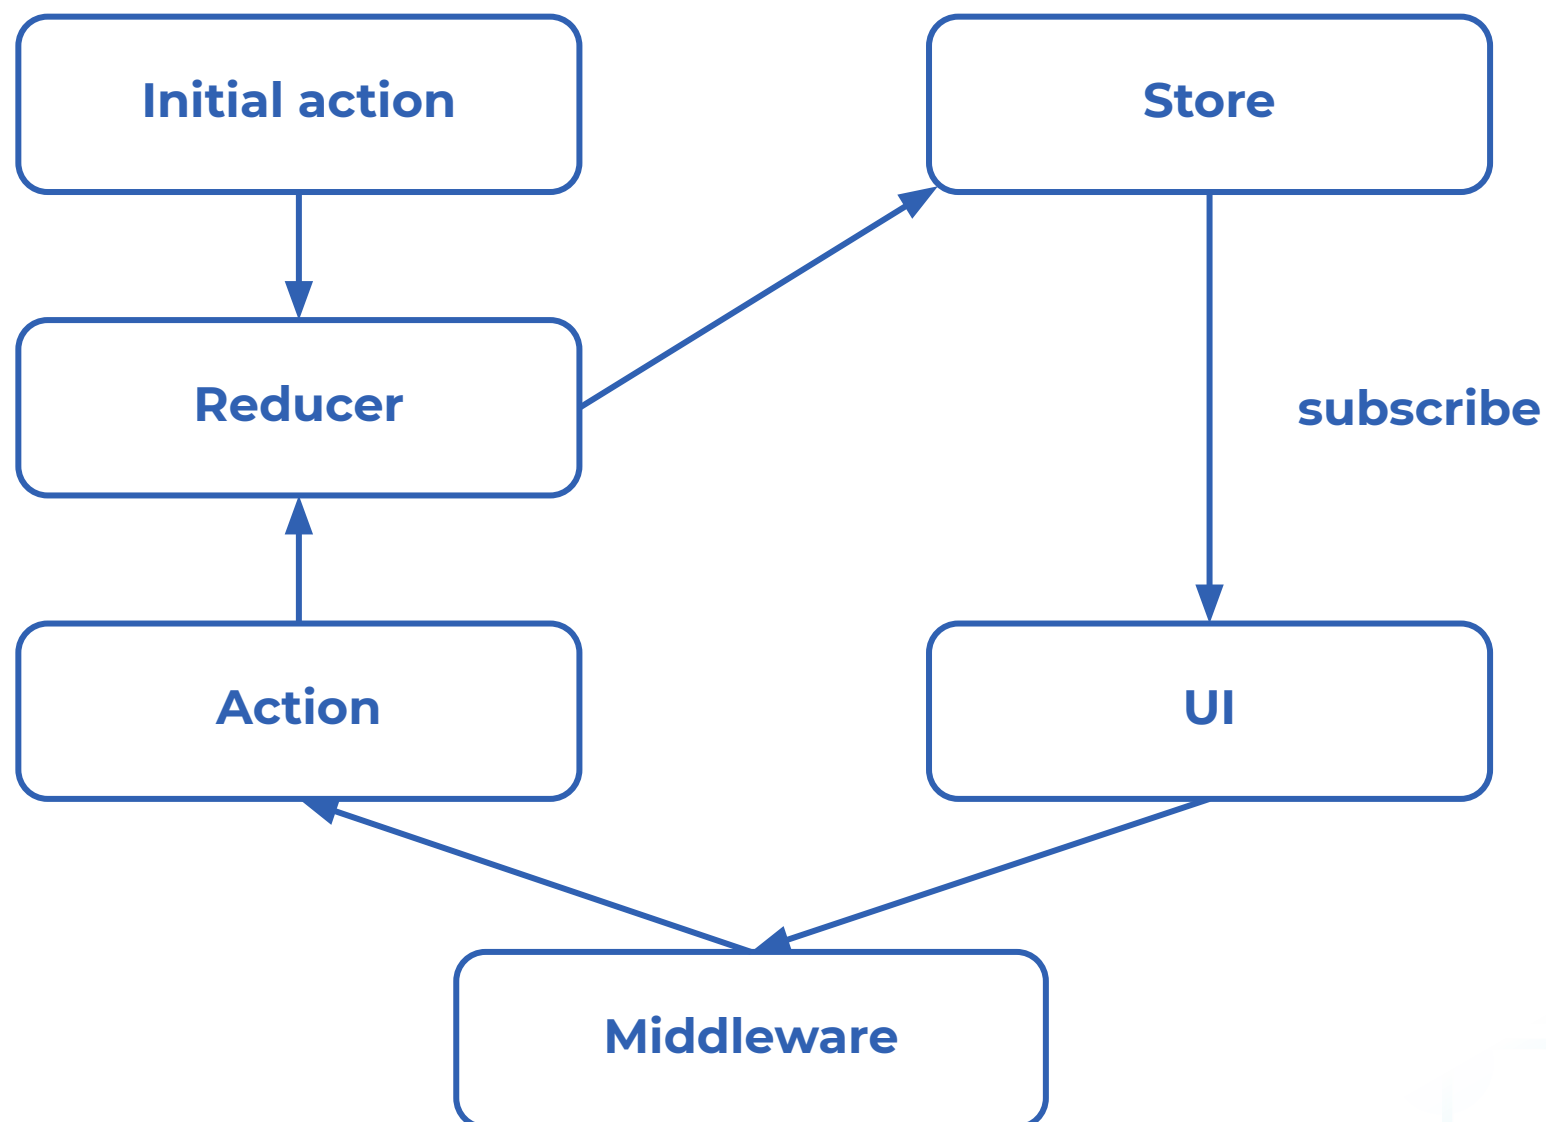 Initial action
Store
Reducer
subscribe
Action
UI
Middleware